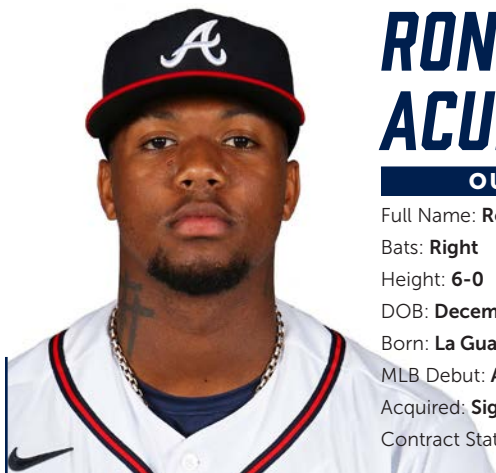 A
RON
ACU
OU
Full Name: R
Bats: Right
Height: 6-0
DOB: Decem
Born: La Gua
MLB Debut: A
Acquired: Sig
Contract Stat